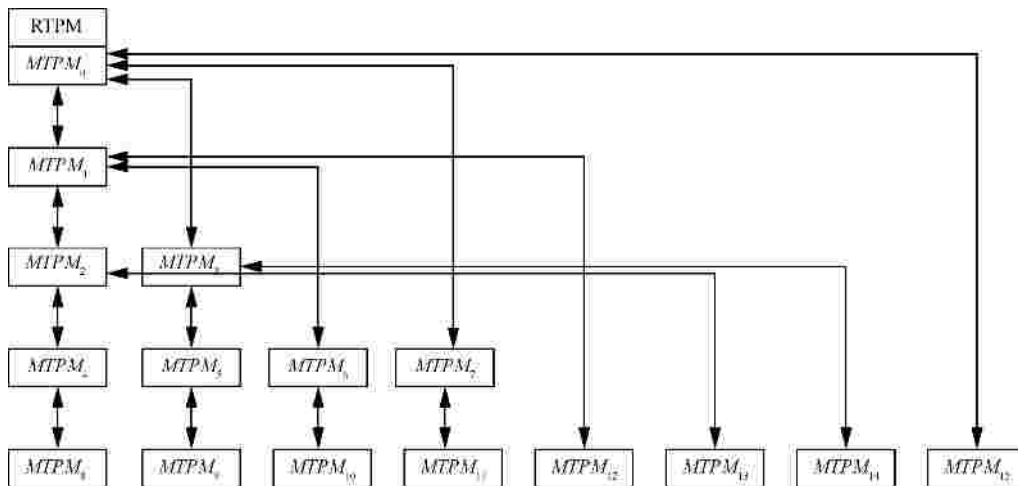 RTPM
MTPM₀
MTPM₁
MTPM₂ MTPM₃
MTPM₄ MTPM₅ MTPM₆ MTPM₇
MTPM₈ MTPM₉ MTPM₁₀ MTPM₁₁ MTPM₁₂ MTPM₁₃ MTPM₁₄ MTPM₁₅